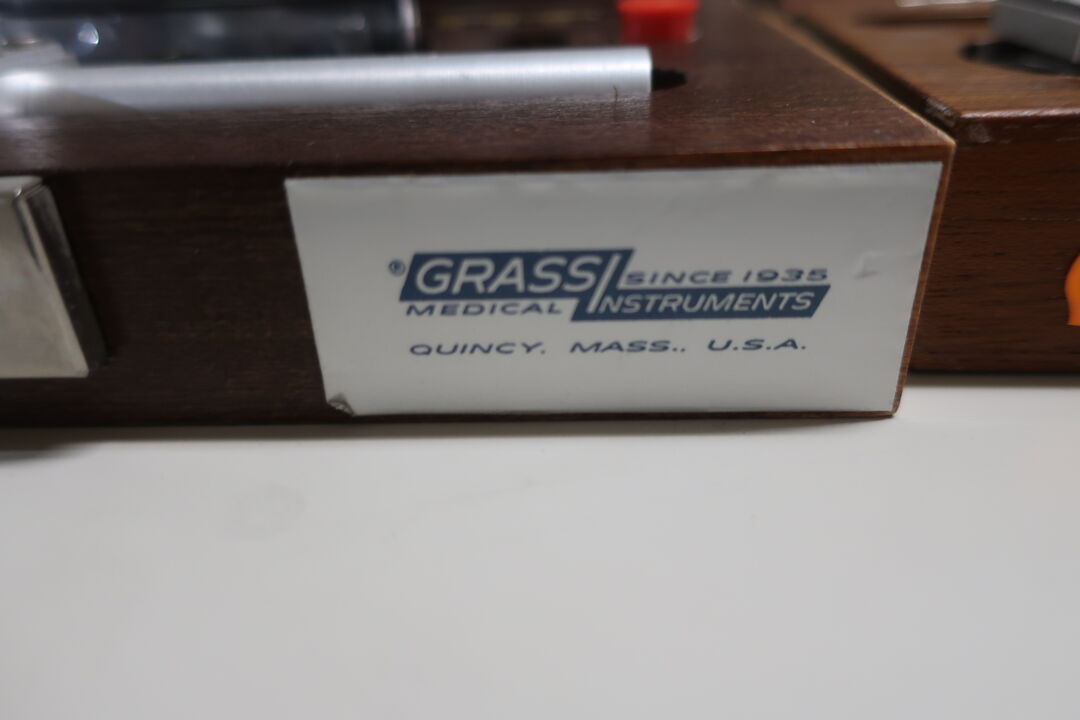 ® GRASS SINCE 1935
MEDICAL INSTRUMENTS
QUINCY. MASS.. U.S.A.